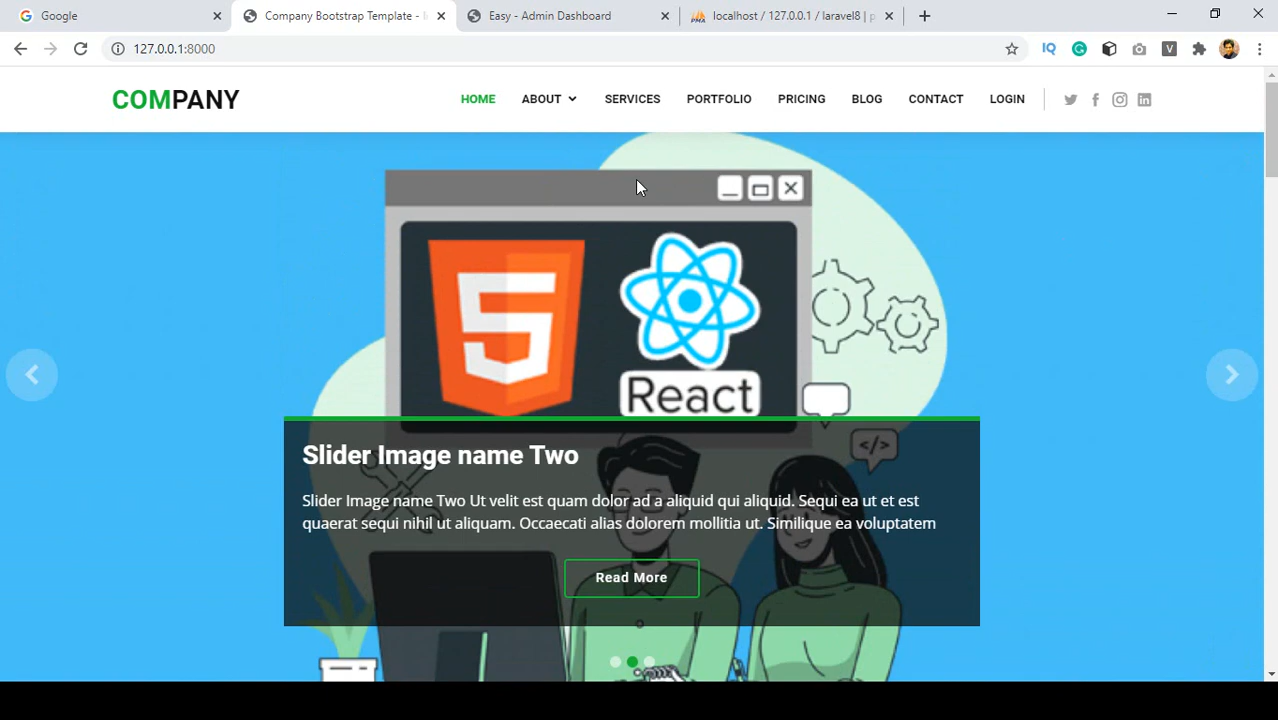 Google
Company Bootstrap Template - I
Easy - Admin Dashboard
localhost / 127.0.0.1 / laravel8 | p
127.0.0.1:8000
IQ
V
COMPANY
HOME
ABOUT
SERVICES
PORTFOLIO
PRICING
BLOG
CONTACT
LOGIN
5
React
</>
Slider Image name Two
Slider Image name Two Ut velit est quam dolor ad a aliquid qui aliquid. Sequi ea ut et est
quaerat sequi nihil ut aliquam. Occaecati alias dolorem mollitia ut. Similique ea voluptatem
Read More